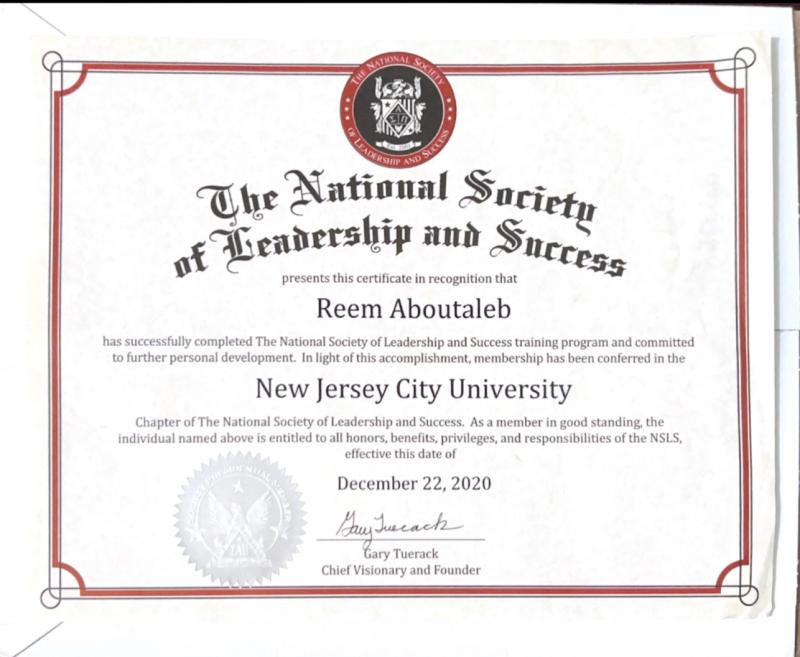 THE NATIONAL SOCIETY
OF LEADERSHIP AND SUCCESS
ΣΑΠ
The National Society
of Leadership and Success
presents this certificate in recognition that
Reem Aboutaleb
has successfully completed The National Society of Leadership and Success training program and committed
to further personal development. In light of this accomplishment, membership has been conferred in the
New Jersey City University
Chapter of The National Society of Leadership and Success. As a member in good standing, the
individual named above is entitled to all honors, benefits, privileges, and responsibilities of the NSLS,
effective this date of
December 22, 2020
Gary Tuerack
Gary Tuerack
Chief Visionary and Founder